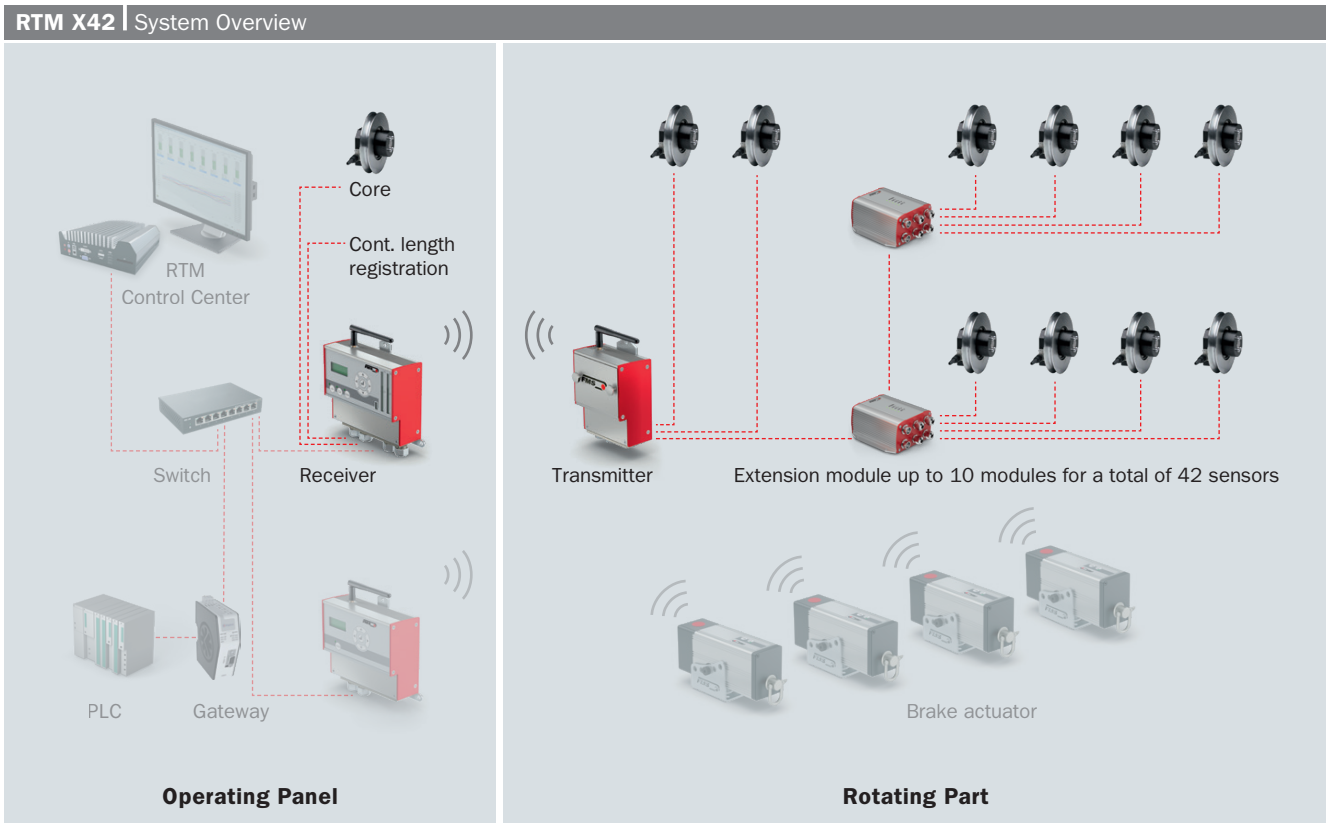 RTM X42 System Overview
Core
Cont. length
registration
RTM
Control Center
Switch
Receiver
PLC
Gateway
Operating Panel
FMS
Transmitter
Extension module up to 10 modules for a total of 42 sensors
Brake actuator
Rotating Part